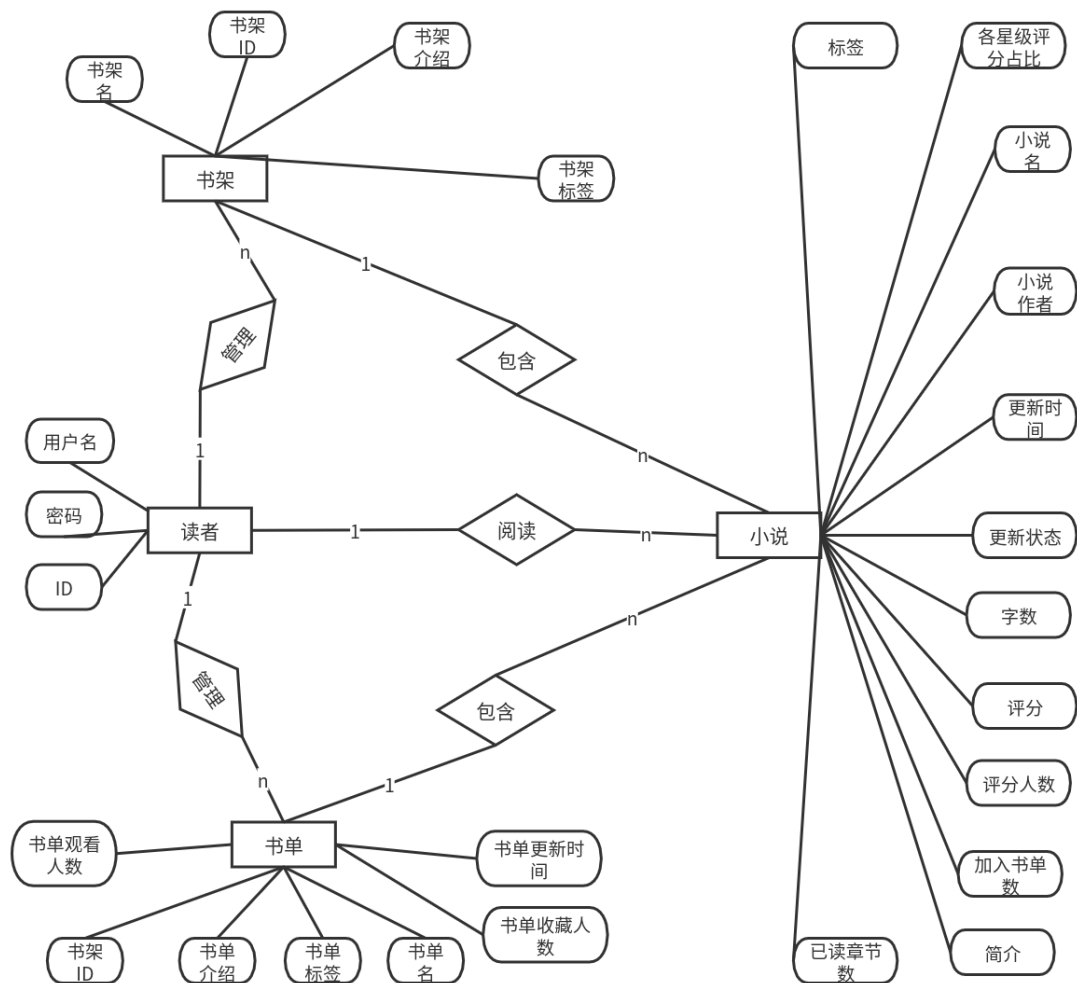 书架
ID
书架
介绍
书架
名
标签
各星级评
分占比
小说
名
书架
书架
标签
n
1
管理
包含
小说
作者
n
更新时
间
用户名
1
密码
读者
1
阅读
n
小说
更新状态
ID
1
n
字数
管理
包含
评分
n
1
评分人数
书单观看
人数
书单
书单更新时
间
加入书单
数
书单收藏人
数
书架
ID
书单
介绍
书单
标签
书单
名
已读章节
数
简介